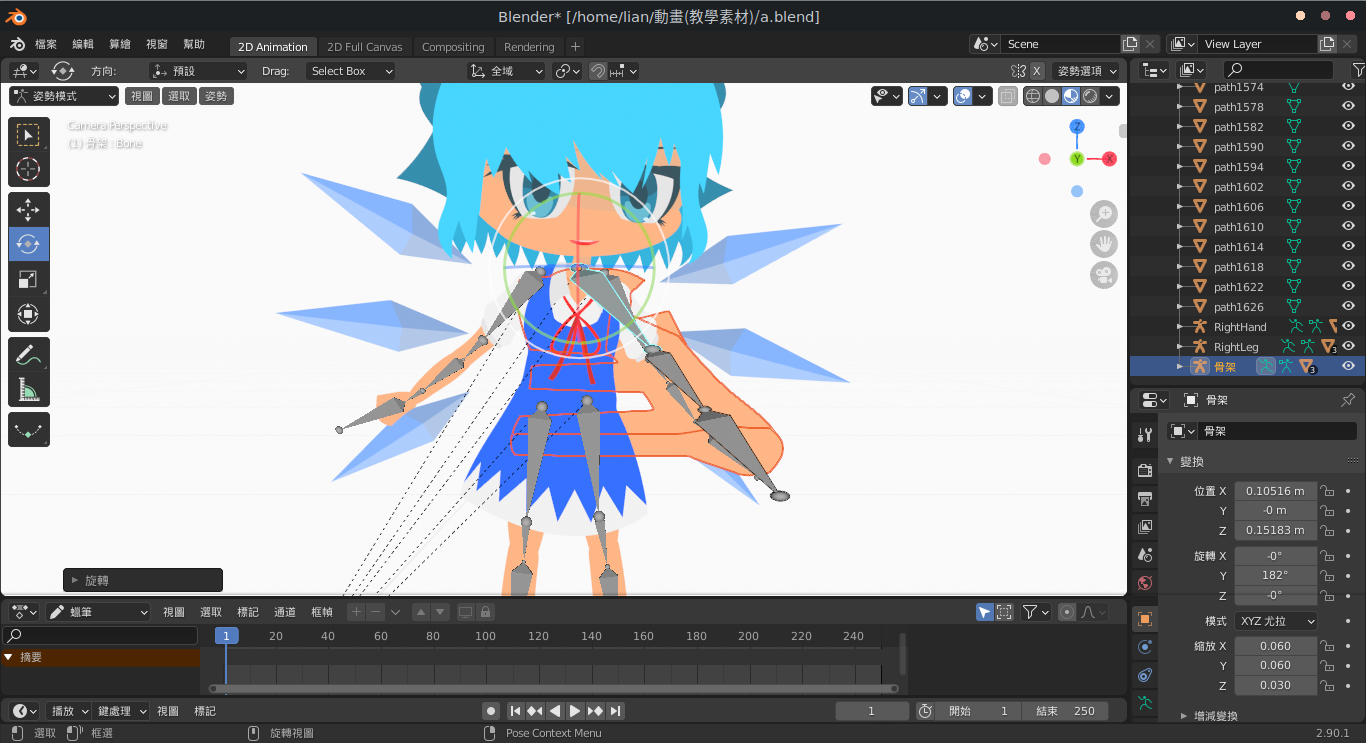 Blender* [/home/lian/動畫(教學素材)/a.blend]
檔案 編輯 算繪 視窗 幫助 2D Animation 2D Full Canvas Compositing Rendering + Scene View Layer
方向: 預設 Drag: Select Box 全域 X 姿勢選項
姿勢模式 視圖 選取 姿勢
Camera Perspective
(1) 骨架 : Bone
Z
Y
X
path1574
path1578
path1582
path1590
path1594
path1602
path1606
path1610
path1614
path1618
path1622
path1626
RightHand
RightLeg 3
骨架 3
骨架
骨架
變換
位置 X 0.10516 m
Y -0 m
Z 0.15183 m
旋轉 X -0°
Y 182°
Z -0°
模式 XYZ 尤拉
縮放 X 0.060
Y 0.060
Z 0.030
增減變換
旋轉
蠟筆 視圖 選取 標記 通道 框幀
1 20 40 60 80 100 120 140 160 180 200 220 240
摘要
播放 鍵處理 視圖 標記 1 開始 1 結束 250
選取 框選 旋轉視圖 Pose Context Menu 2.90.1